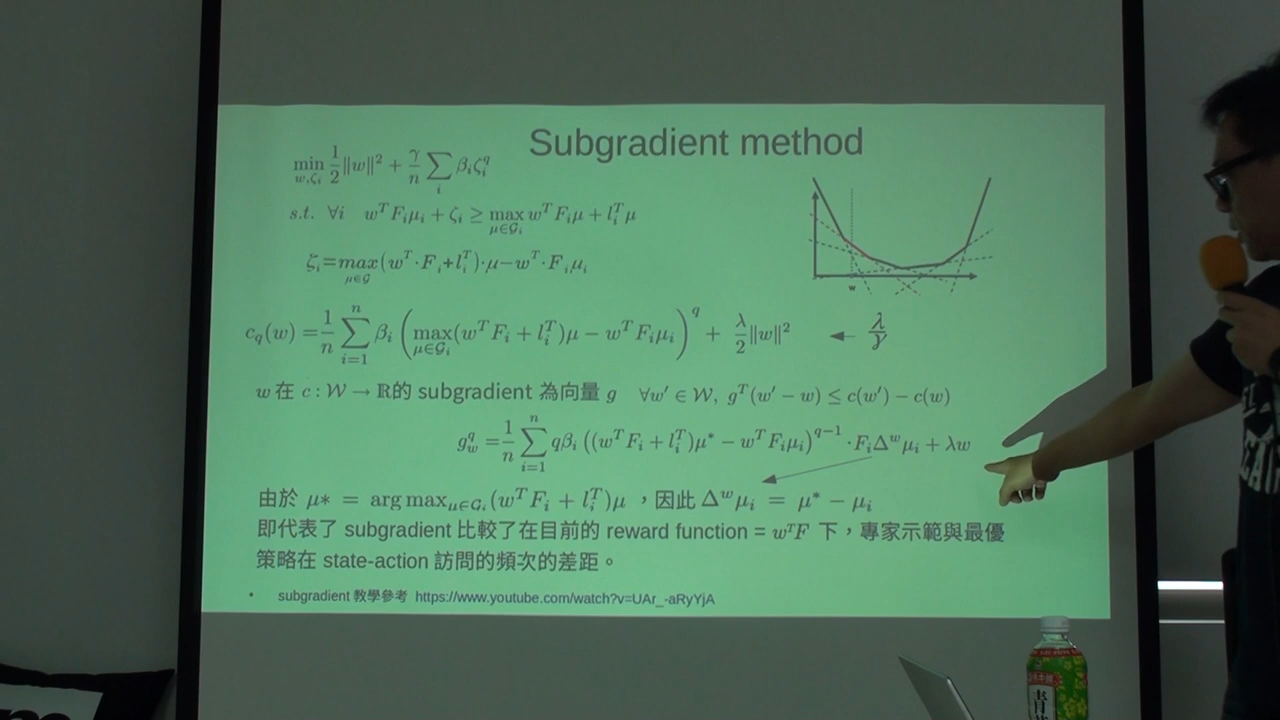 Subgradient method
min_{w,ζ_i} 1/2 ‖w‖² + γ/n ∑_i β_i ζ_i^q
s.t. ∀i w^T F_i μ_i + ζ_i ≥ max_{μ∈𝒢_i} w^T F_i μ + l_i^T μ
ζ_i = max_{μ∈𝒢} (w^T·F_i + l_i^T)·μ − w^T·F_i μ_i
w
c_q(w) = 1/n ∑_{i=1}^n β_i ( max_{μ∈𝒢_i} (w^T F_i + l_i^T)μ − w^T F_i μ_i )^q + λ/2 ‖w‖² ← λ/γ
w 在 c : 𝒲 → ℝ的 subgradient 為向量 g ∀w′ ∈ 𝒲, g^T(w′ − w) ≤ c(w′) − c(w)
g_w^q = 1/n ∑_{i=1}^n qβ_i ((w^T F_i + l_i^T)μ* − w^T F_i μ_i)^{q−1} · F_i Δ^w μ_i + λw
由於 μ* = arg max_{μ∈𝒢_i} (w^T F_i + l_i^T)μ ，因此 Δ^w μ_i = μ* − μ_i
即代表了 subgradient 比較了在目前的 reward function = w^T F 下，專家示範與最優
策略在 state-action 訪問的頻次的差距。
• subgradient 教學參考 https://www.youtube.com/watch?v=UAr_-aRyYjA